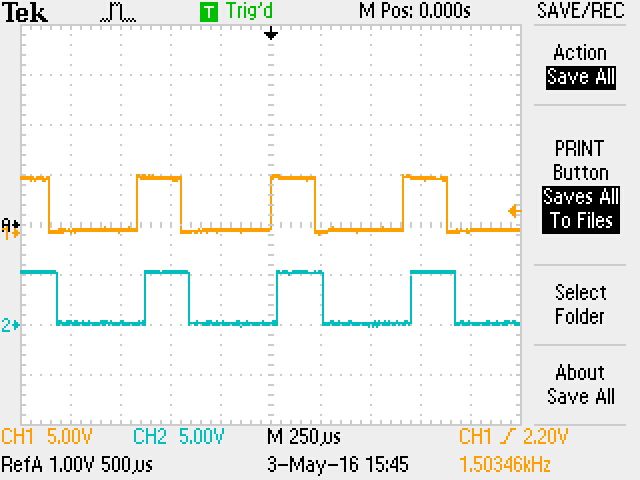 Tek T Trig'd M Pos: 0.000s SAVE/REC
Action
Save All
PRINT
Button
Saves All
To Files
Select
Folder
About
Save All
A
1
2
CH1 5.00V CH2 5.00V M 250µs CH1 2.20V
RefA 1.00V 500µs 3-May-16 15:45 1.50346kHz